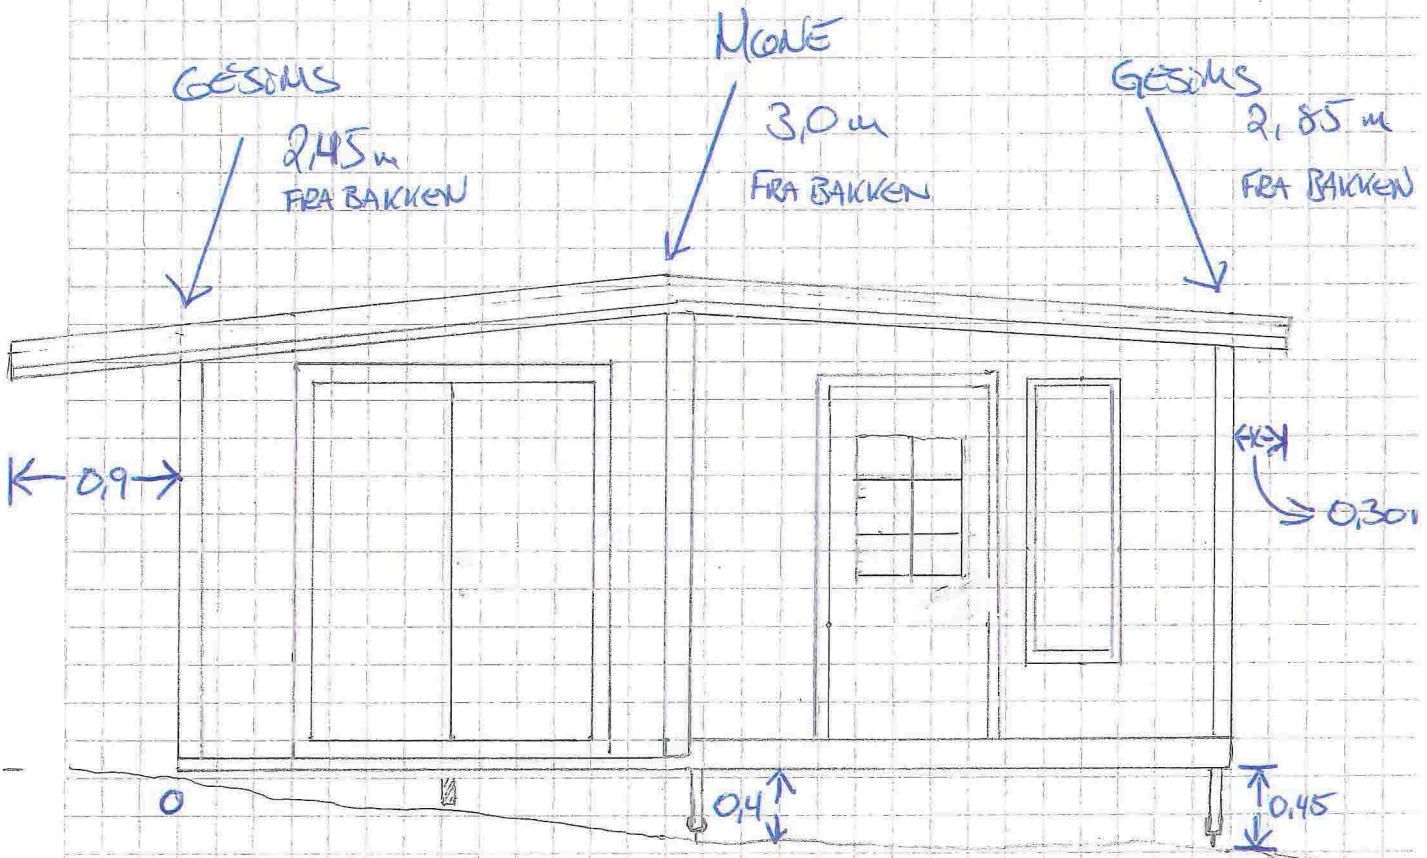 MØNE
GESIMS
GESIMS
2,45 m
FRA BAKKEN
3,0 m
FRA BAKKEN
2,85 m
FRA BAKKEN
0,9
0,30
0
0,4
0,45